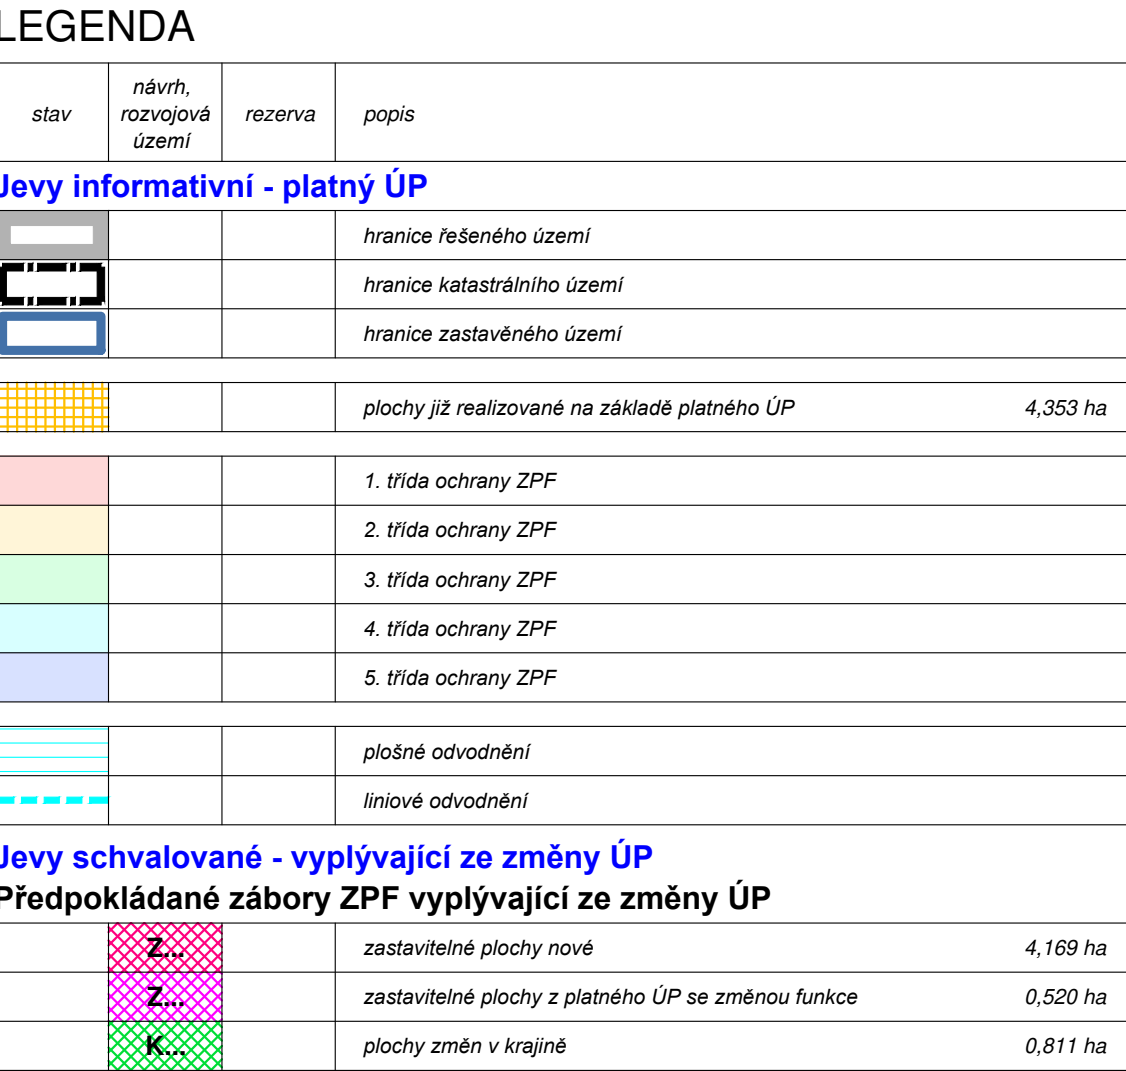 LEGENDA
stav
návrh,
rozvojová
území
rezerva
popis
Jevy informativní - platný ÚP
hranice řešeného území
hranice katastrálního území
hranice zastavěného území
plochy již realizované na základě platného ÚP 4,353 ha
1. třída ochrany ZPF
2. třída ochrany ZPF
3. třída ochrany ZPF
4. třída ochrany ZPF
5. třída ochrany ZPF
plošné odvodnění
liniové odvodnění
Jevy schvalované - vyplývající ze změny ÚP
Předpokládané zábory ZPF vyplývající ze změny ÚP
Z... zastavitelné plochy nové 4,169 ha
Z... zastavitelné plochy z platného ÚP se změnou funkce 0,520 ha
K... plochy změn v krajině 0,811 ha